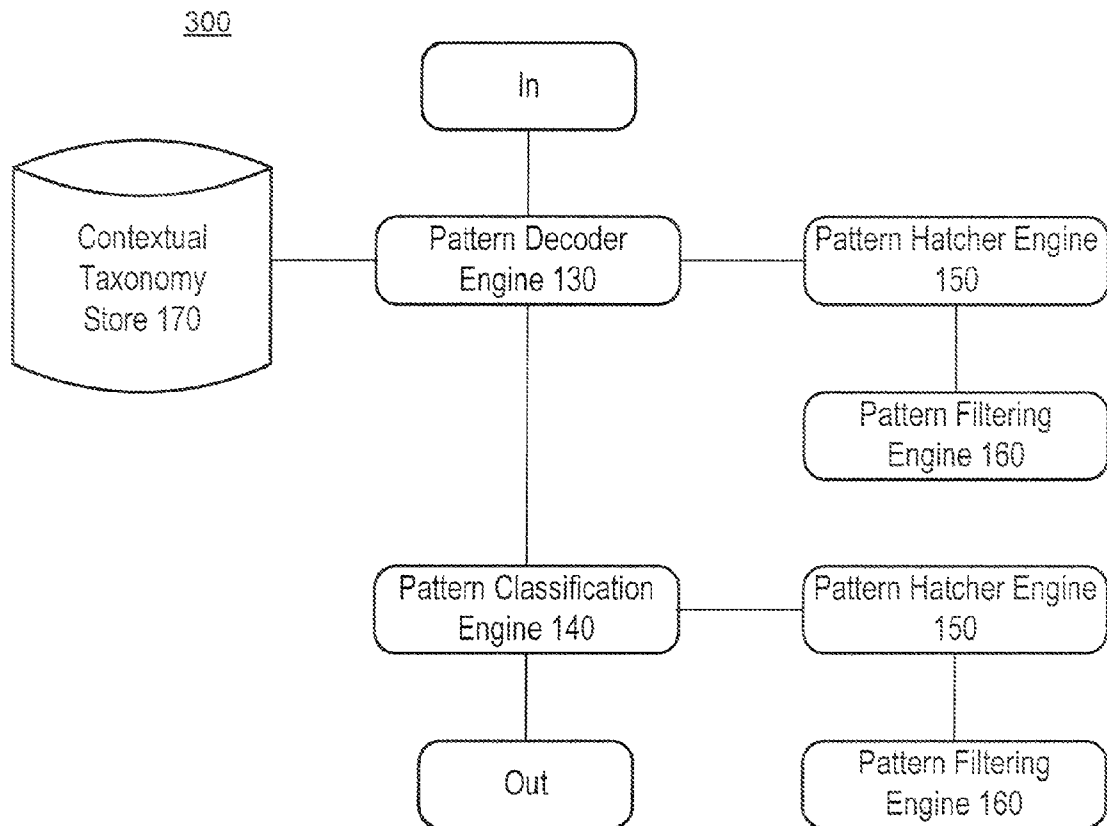 300
In
Contextual
Taxonomy
Store 170
Pattern Decoder
Engine 130
Pattern Hatcher Engine
150
Pattern Filtering
Engine 160
Pattern Classification
Engine 140
Pattern Hatcher Engine
150
Out
Pattern Filtering
Engine 160